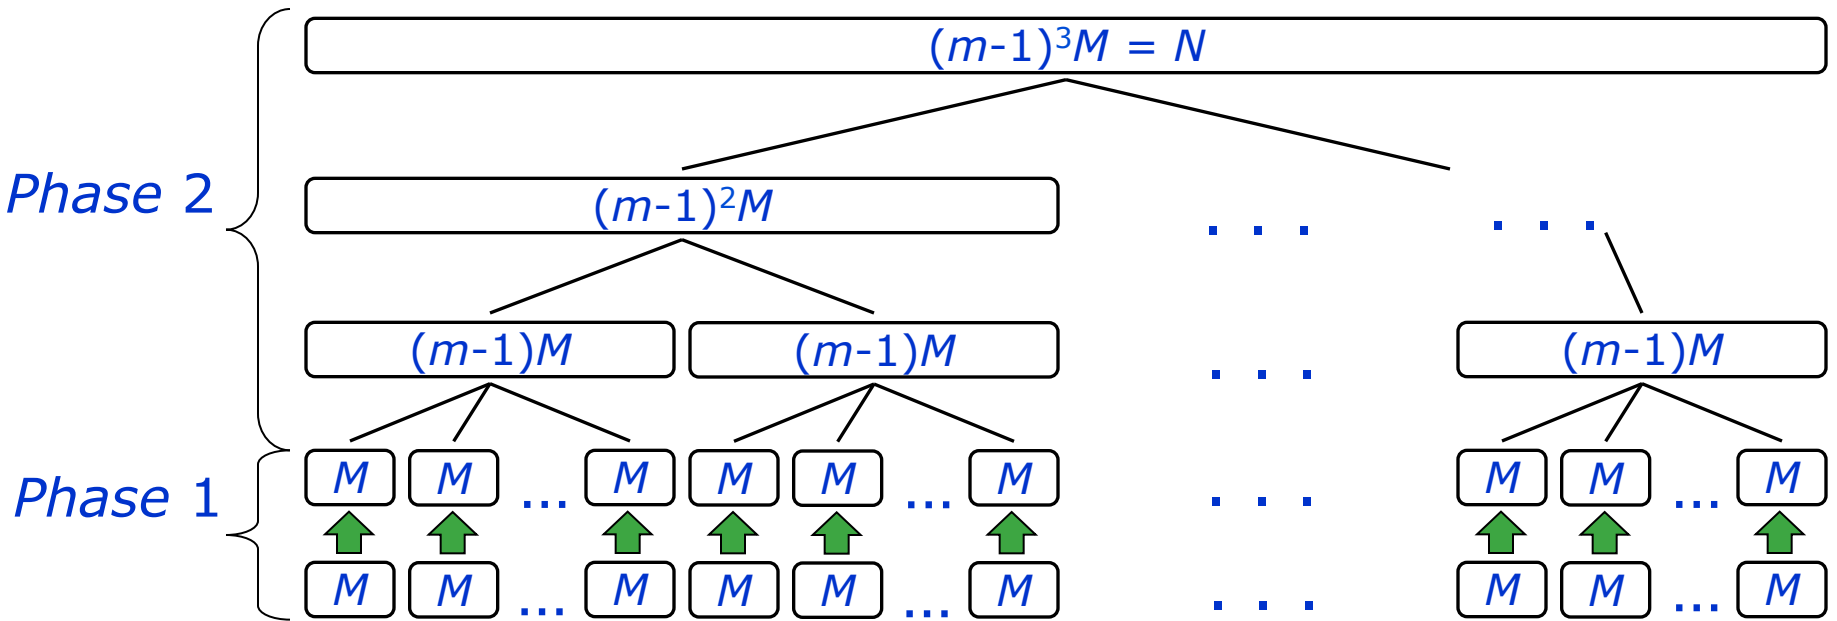 (m-1)³M = N
Phase 2
(m-1)²M . . . . . .
(m-1)M (m-1)M . . . (m-1)M
M M ... M M M ... M . . . M M ... M
Phase 1
M M ... M M M ... M . . . M M ... M